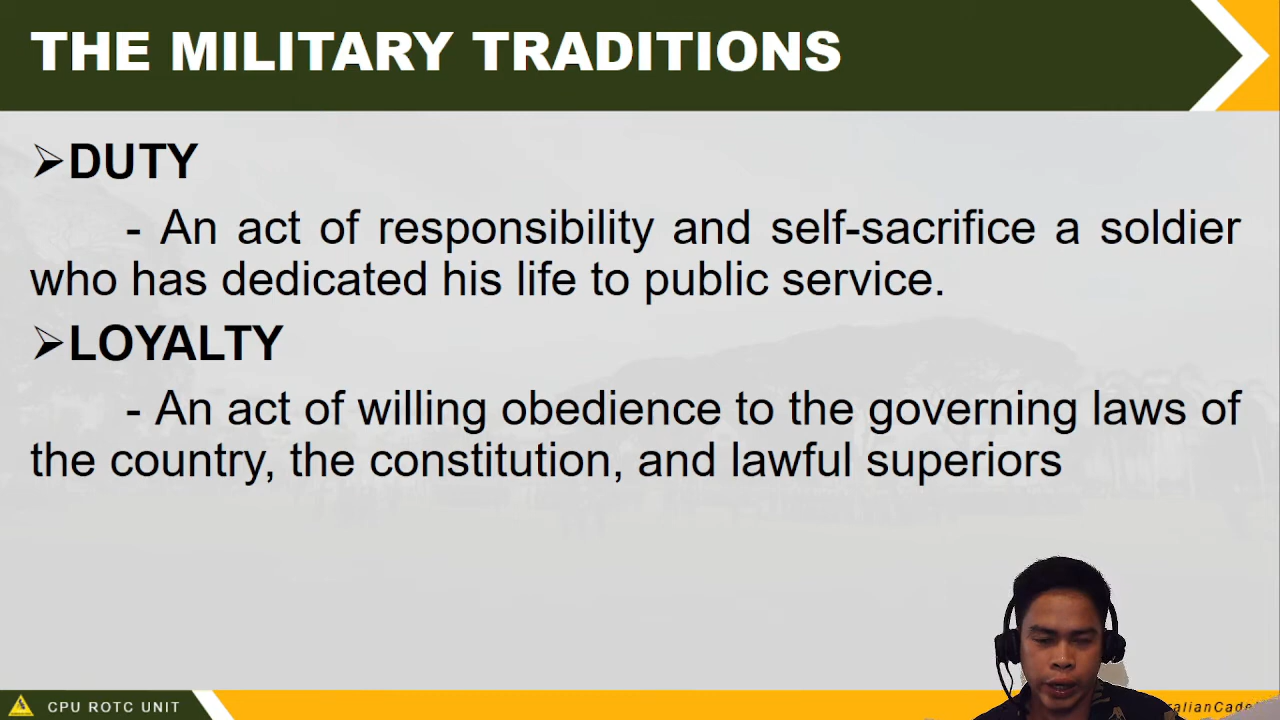 THE MILITARY TRADITIONS
➢DUTY
- An act of responsibility and self-sacrifice a soldier
who has dedicated his life to public service.
➢LOYALTY
- An act of willing obedience to the governing laws of
the country, the constitution, and lawful superiors
CPU ROTC UNIT